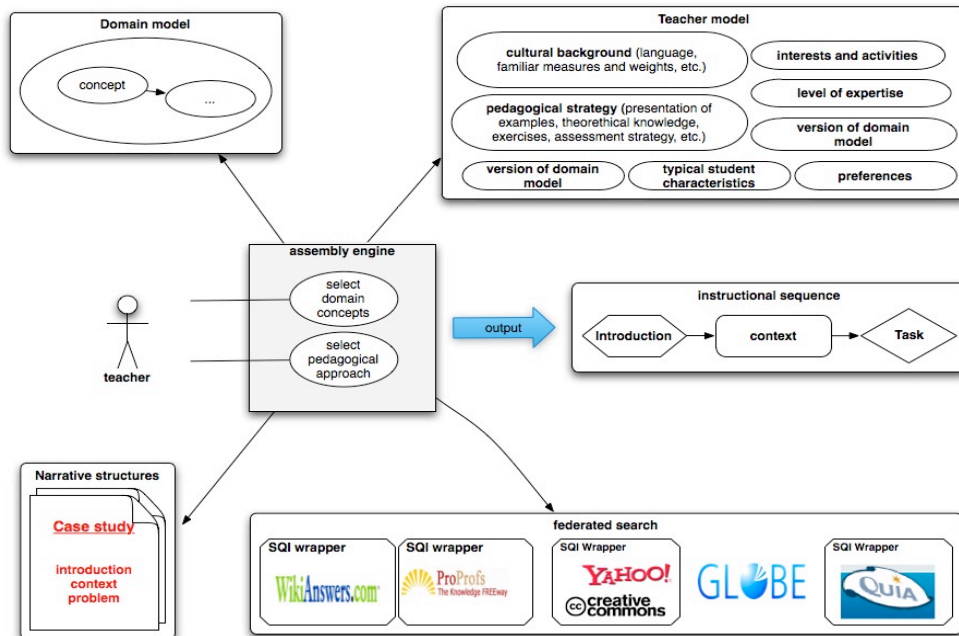 Domain model
concept
...
Teacher model
cultural background (language,
familiar measures and weights, etc.)
interests and activities
level of expertise
pedagogical strategy (presentation of
examples, theorethical knowledge,
exercises, assessment strategy, etc.)
version of domain
model
version of domain
model
typical student
characteristics
preferences
assembly engine
select
domain
concepts
select
pedagogical
approach
teacher
output
instructional sequence
Introduction
context
Task
Narrative structures
Case study
introduction
context
problem
federated search
SQI wrapper
WikiAnswers.com
SQI wrapper
ProProfs
The Knowledge FREEway
SQI Wrapper
YAHOO!
cc creative
commons
GLOBE
SQI Wrapper
QUIA